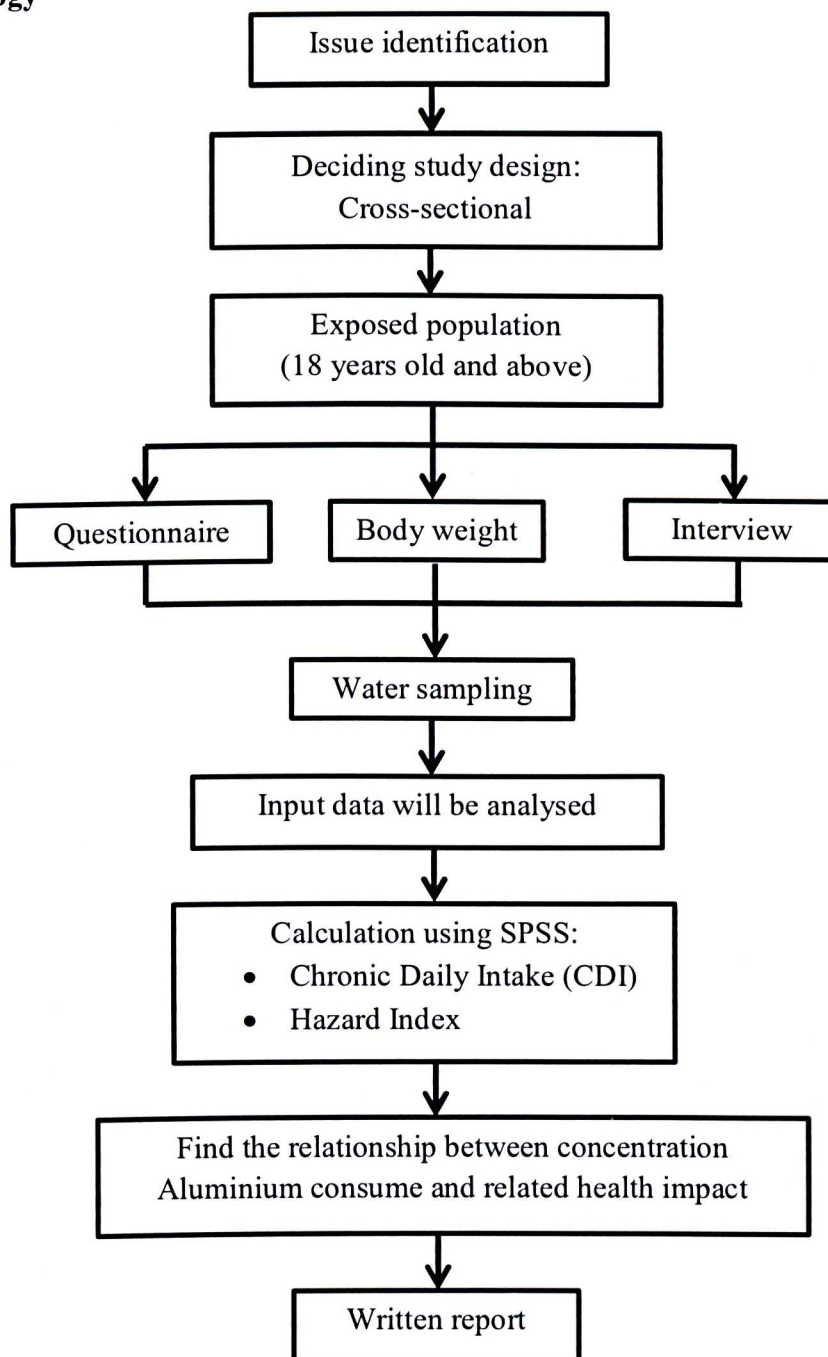 Issue identification
Deciding study design:
Cross-sectional
Exposed population
(18 years old and above)
Questionnaire
Body weight
Interview
Water sampling
Input data will be analysed
Calculation using SPSS:
• Chronic Daily Intake (CDI)
• Hazard Index
Find the relationship between concentration
Aluminium consume and related health impact
Written report